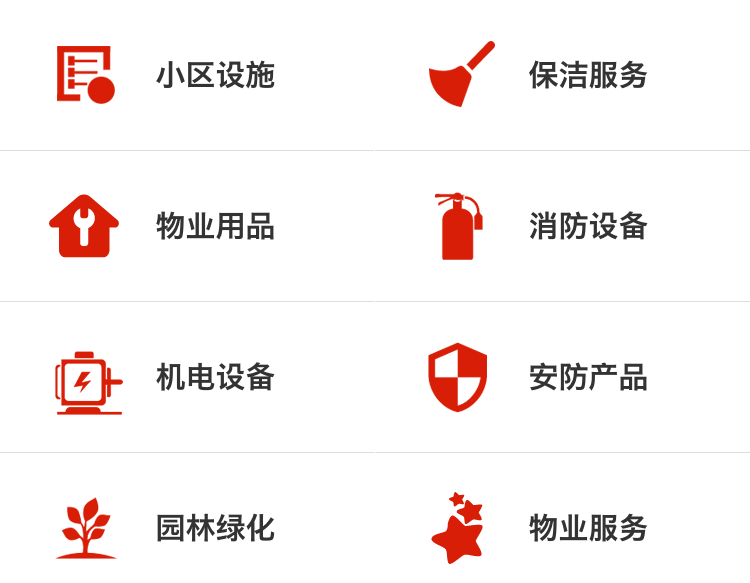 小区设施
保洁服务
物业用品
消防设备
机电设备
安防产品
园林绿化
物业服务